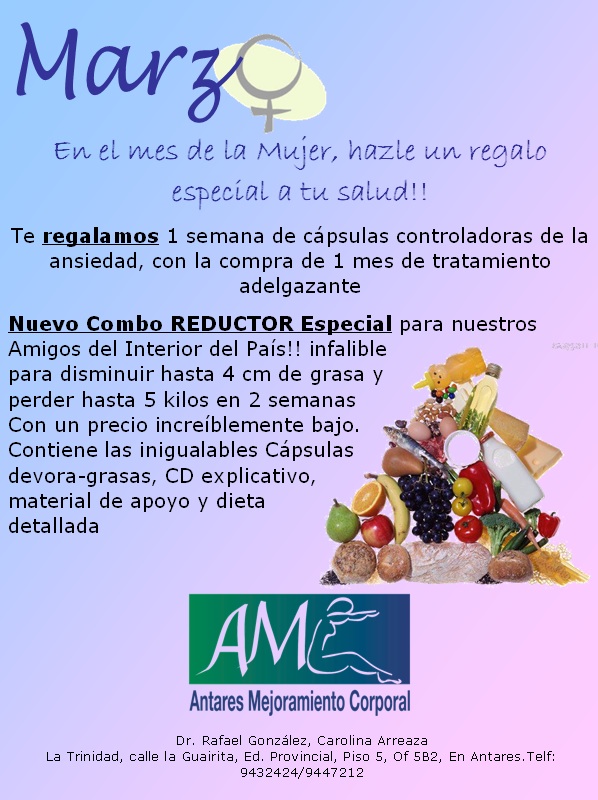 Marzo
En el mes de la Mujer, hazle un regalo
especial a tu salud!!
Te regalamos 1 semana de cápsulas controladoras de la
ansiedad, con la compra de 1 mes de tratamiento
adelgazante
Nuevo Combo REDUCTOR Especial para nuestros
Amigos del Interior del País!! infalible
para disminuir hasta 4 cm de grasa y
perder hasta 5 kilos en 2 semanas
Con un precio increíblemente bajo.
Contiene las inigualables Cápsulas
devora-grasas, CD explicativo,
material de apoyo y dieta
detallada
AMC
Antares Mejoramiento Corporal
Dr. Rafael González, Carolina Arreaza
La Trinidad, calle la Guairita, Ed. Provincial, Piso 5, Of 5B2, En Antares.Telf:
9432424/9447212